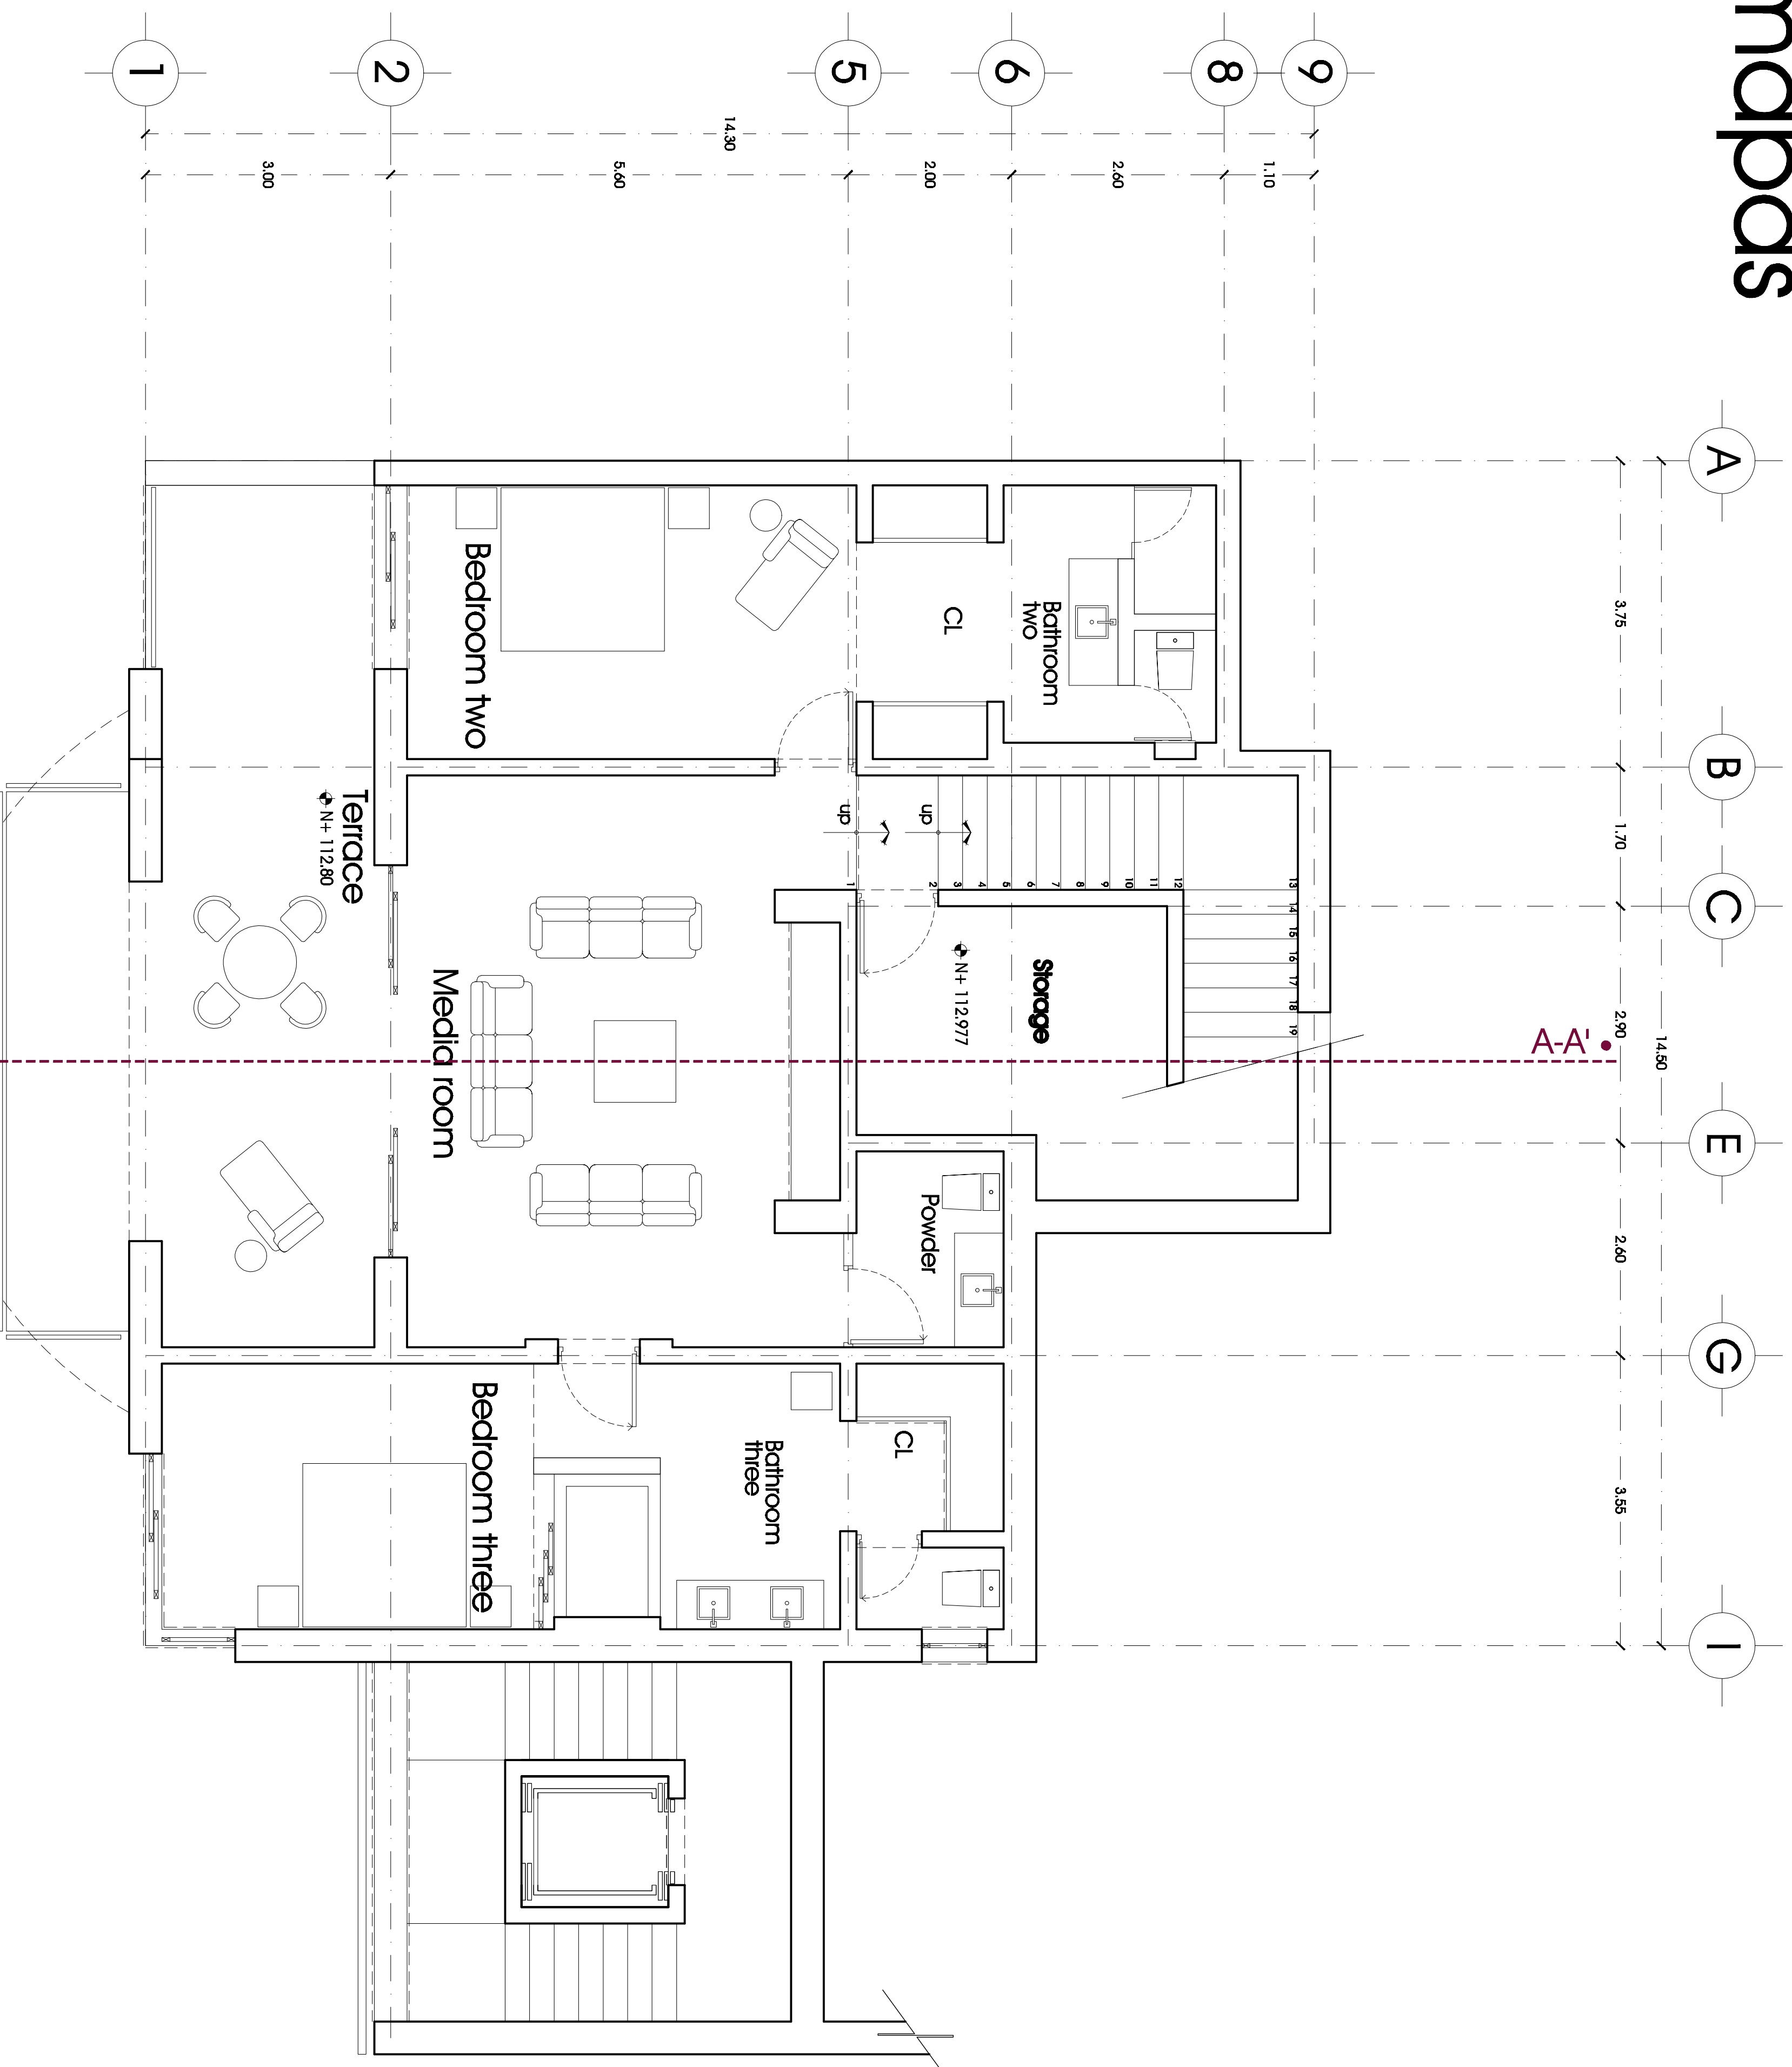 mapas
A
B
C
E
G
I
14.50
3.75
1.70
2.90
2.60
3.55
A-A'
9
8
6
5
2
1
14.30
1.10
2.60
2.00
5.60
3.00
Bathroom
two
CL
Bedroom two
up
up
1
2
3
4
5
6
7
8
9
10
11
12
13
14
15
16
17
18
19
Storage
N+ 112.977
Powder
Media room
Terrace
N+ 112.80
CL
Bathroom
three
Bedroom three